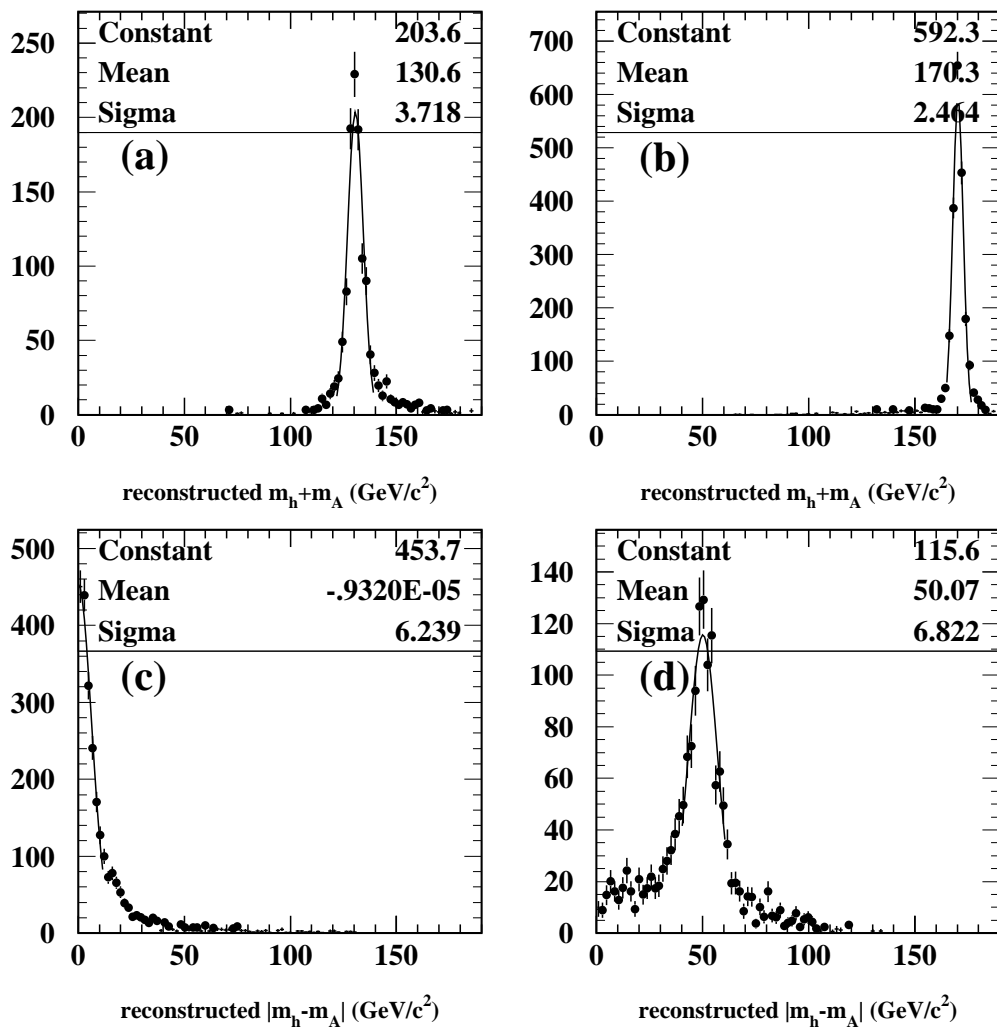 Constant 203.6
Mean 130.6
Sigma 3.718
(a)
250
200
150
100
50
0
0 50 100 150
reconstructed m_h+m_A (GeV/c²)
Constant 592.3
Mean 170.3
Sigma 2.464
(b)
700
600
500
400
300
200
100
0
0 50 100 150
reconstructed m_h+m_A (GeV/c²)
Constant 453.7
Mean -.9320E-05
Sigma 6.239
(c)
500
400
300
200
100
0
0 50 100 150
reconstructed |m_h-m_A| (GeV/c²)
Constant 115.6
Mean 50.07
Sigma 6.822
(d)
140
120
100
80
60
40
20
0
0 50 100 150
reconstructed |m_h-m_A| (GeV/c²)